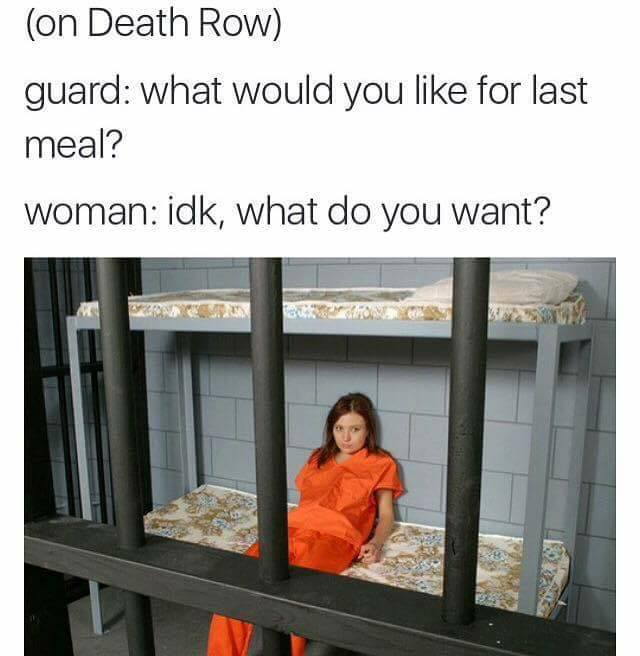 (on Death Row)
guard: what would you like for last
meal?
woman: idk, what do you want?